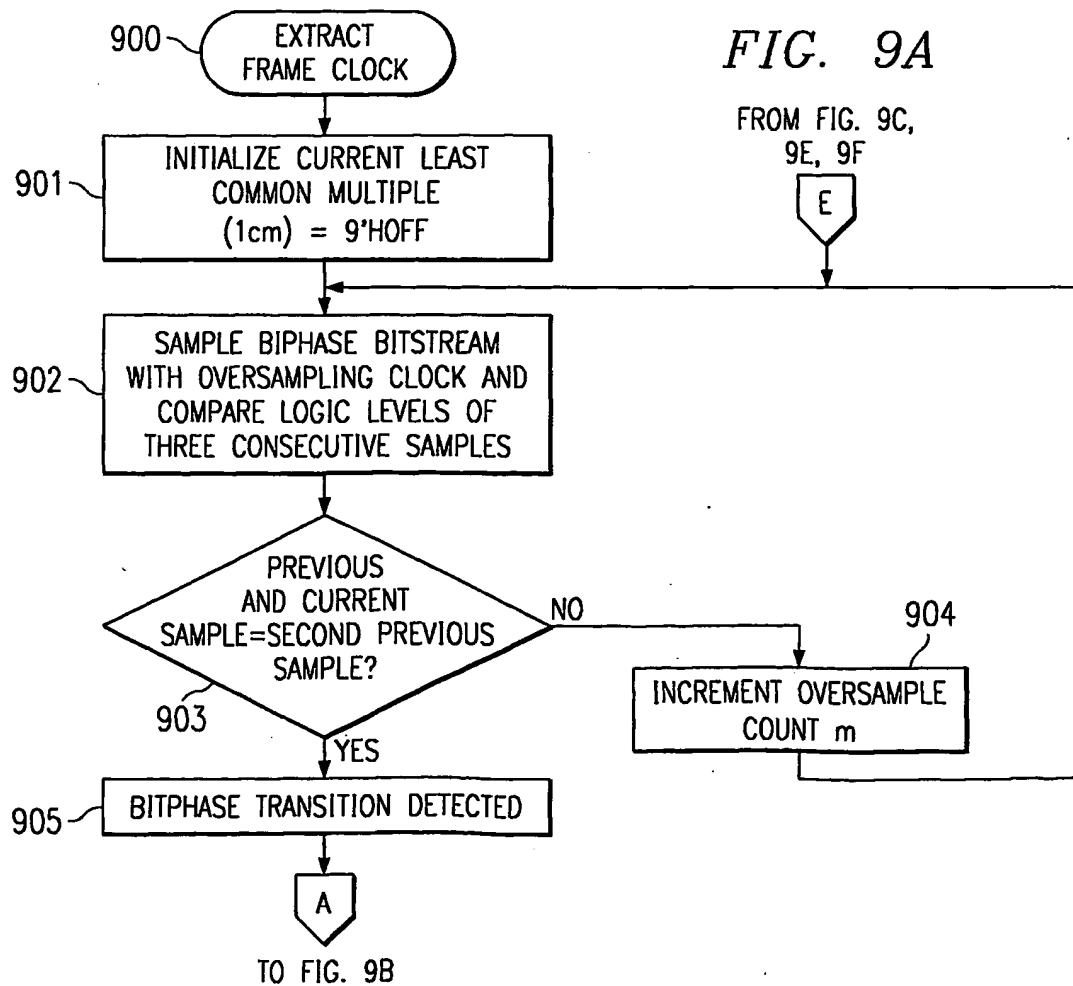 FIG. 9A
900
EXTRACT
FRAME CLOCK
901
INITIALIZE CURRENT LEAST
COMMON MULTIPLE
(1cm) = 9'HOFF
FROM FIG. 9C,
9E, 9F
E
902
SAMPLE BIPHASE BITSTREAM
WITH OVERSAMPLING CLOCK AND
COMPARE LOGIC LEVELS OF
THREE CONSECUTIVE SAMPLES
PREVIOUS
AND CURRENT
SAMPLE=SECOND PREVIOUS
SAMPLE?
903
NO
904
INCREMENT OVERSAMPLE
COUNT m
YES
905
BITPHASE TRANSITION DETECTED
A
TO FIG. 9B